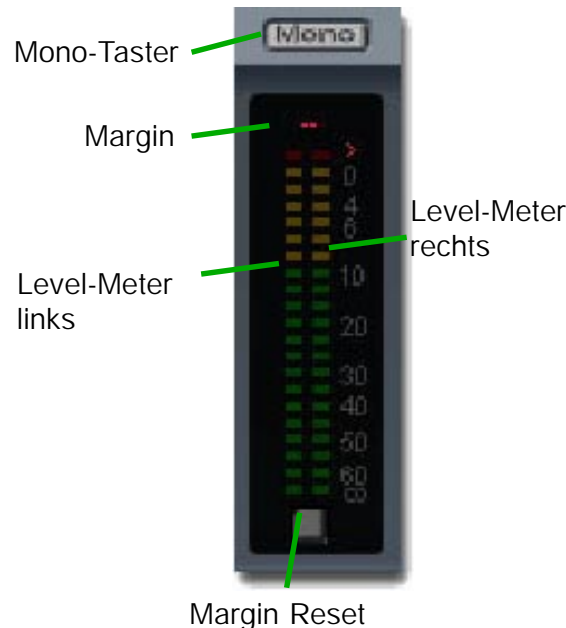 Mono
Mono-Taster
Margin
--
>
0
4
6
Level-Meter
rechts
Level-Meter
links
10
20
30
40
50
60
∞
Margin Reset